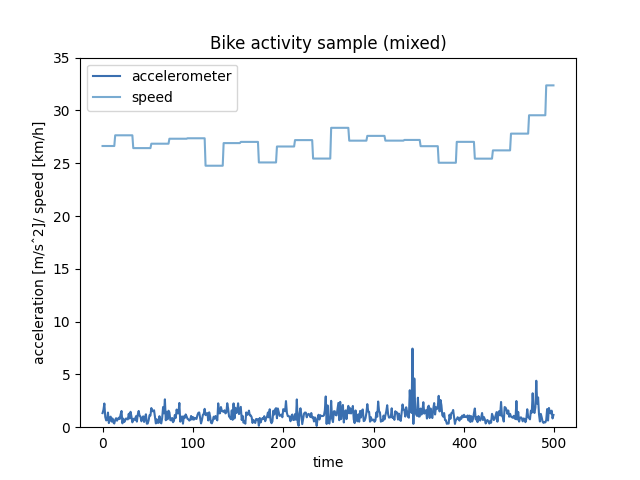 Bike activity sample (mixed)
accelerometer
speed
acceleration [m/sˆ2]/ speed [km/h]
35
30
25
20
15
10
5
0
0 100 200 300 400 500
time